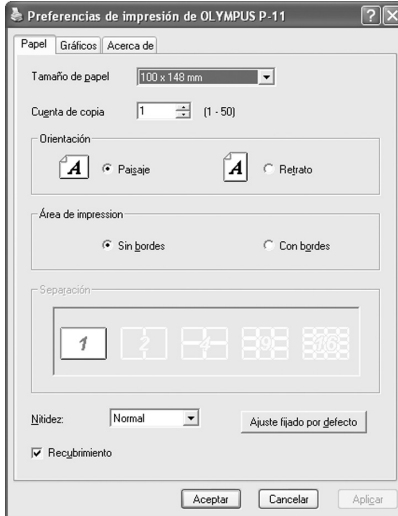 Preferencias de impresión de OLYMPUS P-11
Papel Gráficos Acerca de
Tamaño de papel 100 x 148 mm
Cuenta de copia 1 (1 - 50)
Orientación
A Paisaje A Retrato
Área de impression
Sin bordes Con bordes
Separación
1 2 4 9 16
Nitidez: Normal Ajuste fijado por defecto
Recubrimiento
Aceptar Cancelar Aplicar